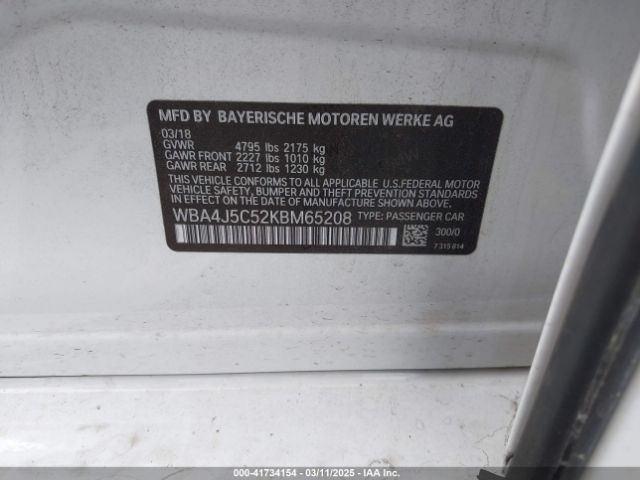 MFD BY BAYERISCHE MOTOREN WERKE AG
03/18
GVWR 4795 lbs 2175 kg
GAWR FRONT 2227 lbs 1010 kg
GAWR REAR 2712 lbs 1230 kg
THIS VEHICLE CONFORMS TO ALL APPLICABLE U.S.FEDERAL MOTOR
VEHICLE SAFETY, BUMPER AND THEFT PREVENTION STANDARDS
IN EFFECT ON THE DATE OF MANUFACTURE SHOWN ABOVE.
WBA4J5C52KBM65208 TYPE: PASSENGER CAR
300/0
7 315 814
000-41734154 - 03/11/2025 - IAA Inc.